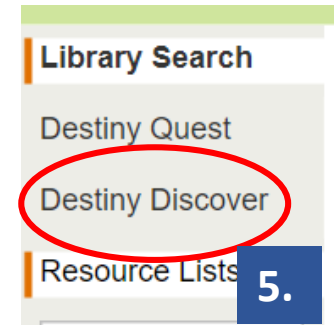 Library Search
Destiny Quest
Destiny Discover
Resource Lists
5.